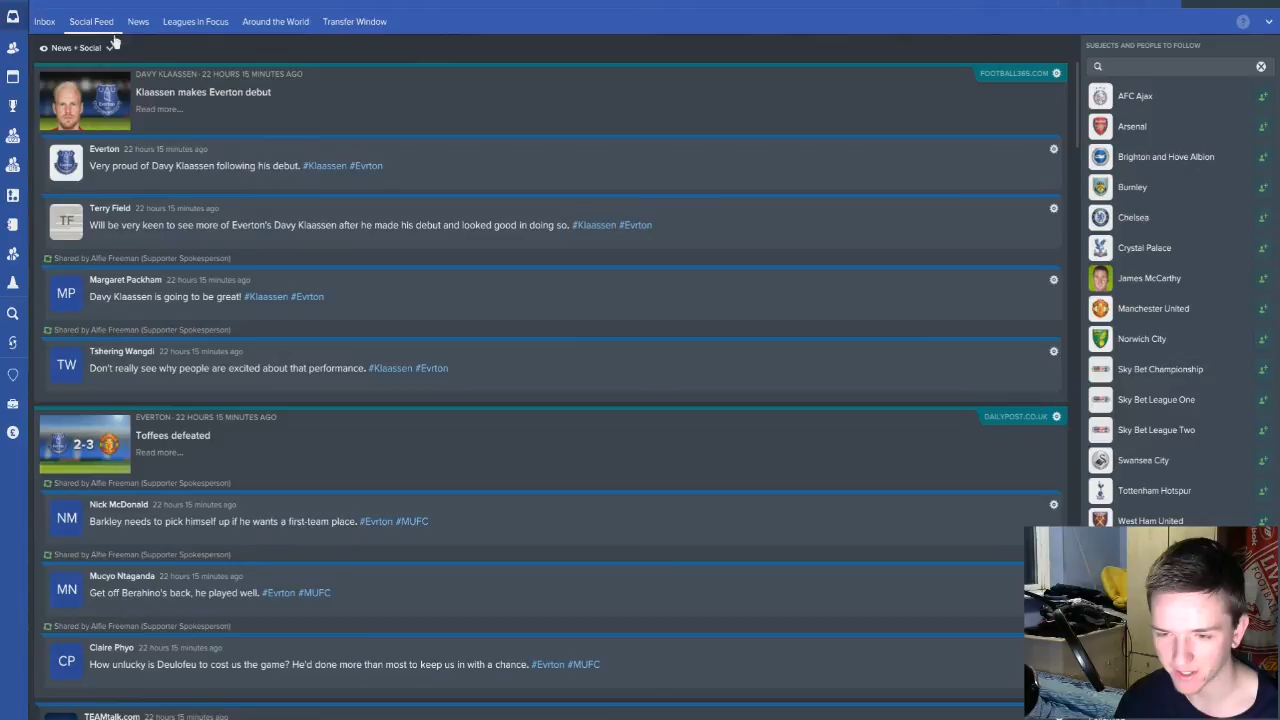 Inbox
Social Feed
News
Leagues in Focus
Around the World
Transfer Window
News + Social
SUBJECTS AND PEOPLE TO FOLLOW
DAVY KLAASSEN - 22 HOURS 15 MINUTES AGO
FOOTBALL365.COM
Klaassen makes Everton debut
Read more...
Everton 22 hours 15 minutes ago
Very proud of Davy Klaassen following his debut. #Klaassen #Evrton
Terry Field 22 hours 15 minutes ago
TF
Will be very keen to see more of Everton's Davy Klaassen after he made his debut and looked good in doing so. #Klaassen #Evrton
Shared by Alfie Freeman (Supporter Spokesperson)
Margaret Packham 22 hours 15 minutes ago
MP
Davy Klaassen is going to be great! #Klaassen #Evrton
Shared by Alfie Freeman (Supporter Spokesperson)
Tshering Wangdi 22 hours 15 minutes ago
TW
Don't really see why people are excited about that performance. #Klaassen #Evrton
EVERTON - 22 HOURS 15 MINUTES AGO
DAILYPOST.CO.UK
Toffees defeated
2-3
Read more...
Shared by Alfie Freeman (Supporter Spokesperson)
Nick McDonald 22 hours 15 minutes ago
NM
Barkley needs to pick himself up if he wants a first-team place. #Evrton #MUFC
Shared by Alfie Freeman (Supporter Spokesperson)
Mucyo Ntaganda 22 hours 15 minutes ago
MN
Get off Berahino's back, he played well. #Evrton #MUFC
Shared by Alfie Freeman (Supporter Spokesperson)
Claire Phyo 22 hours 15 minutes ago
CP
How unlucky is Deulofeu to cost us the game? He'd done more than most to keep us in with a chance. #Evrton #MUFC
TEAMtalk.com 22 hours 15 minutes ago
AFC Ajax
Arsenal
Brighton and Hove Albion
Burnley
Chelsea
Crystal Palace
James McCarthy
Manchester United
Norwich City
Sky Bet Championship
Sky Bet League One
Sky Bet League Two
Swansea City
Tottenham Hotspur
West Ham United